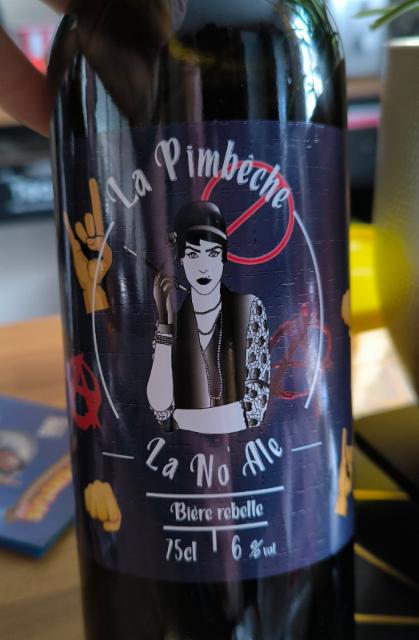 La Pimbêche
La No Ale
Bière rebelle
75cl | 6 % vol